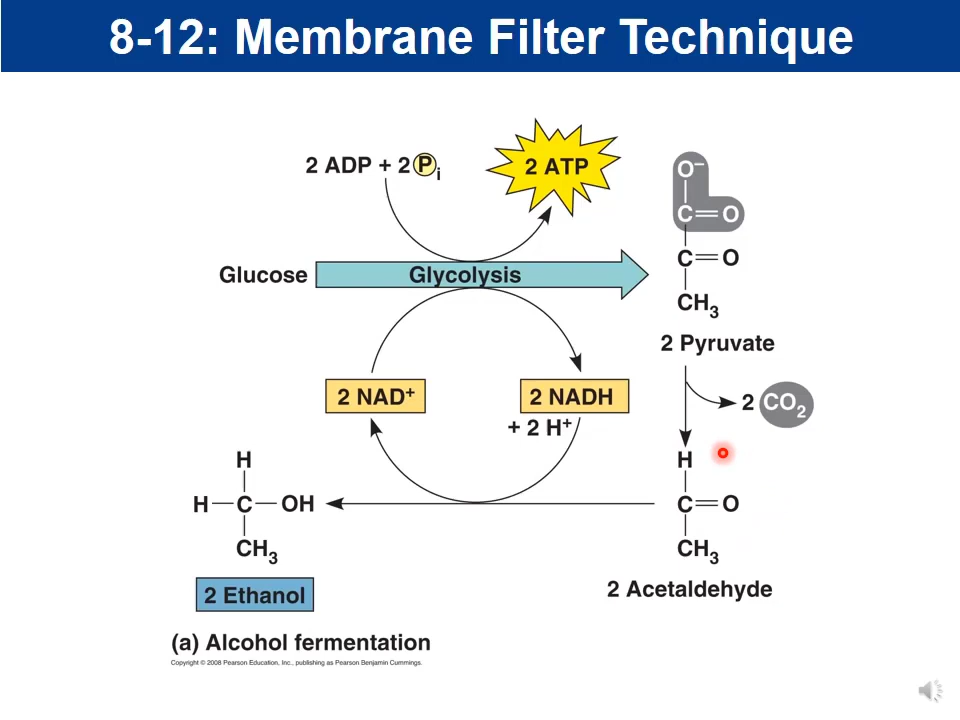 8-12: Membrane Filter Technique
2 ADP + 2 Pi
2 ATP
Glucose
Glycolysis
O−
C=O
C=O
CH3
2 Pyruvate
2 NAD+
2 NADH
+ 2 H+
2 CO2
H
H—C—OH
CH3
2 Ethanol
H
C=O
CH3
2 Acetaldehyde
(a) Alcohol fermentation
Copyright © 2008 Pearson Education, Inc., publishing as Pearson Benjamin Cummings.